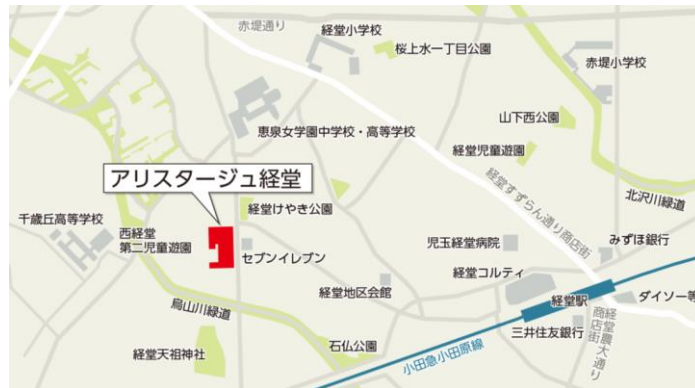 赤堤通り
経堂小学校
桜上水一丁目公園
赤堤小学校
恵泉女学園中学校・高等学校
山下西公園
経堂児童遊園
アリスタージュ経堂
経堂すずらん通り商店街
北沢川緑道
千歳丘高等学校
西経堂
第二児童遊園
経堂けやき公園
セブンイレブン
児玉経堂病院
みずほ銀行
経堂コルティ
経堂地区会館
経堂駅
ダイソー等
烏山川緑道
三井住友銀行
経堂農大通り
商店街
石仏公園
経堂天祖神社
小田急小田原線